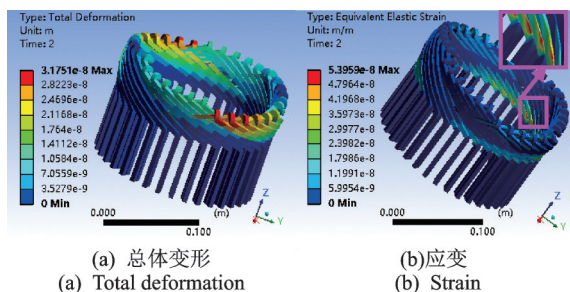 Type: Total Deformation
Unit: m
Time: 2
3.1751e-8 Max
2.8223e-8
2.4696e-8
2.1168e-8
1.764e-8
1.4112e-8
1.0584e-8
7.0559e-9
3.5279e-9
0 Min
0.000
(m)
0.100
Z
Y
X
Type: Equivalent Elastic Strain
Unit: m/m
Time: 2
5.3959e-8 Max
4.7964e-8
4.1968e-8
3.5973e-8
2.9977e-8
2.3982e-8
1.7986e-8
1.1991e-8
5.9954e-9
0 Min
0.000
(m)
0.100
Z
Y
X
(a) 总体变形
(a) Total deformation
(b)应变
(b) Strain